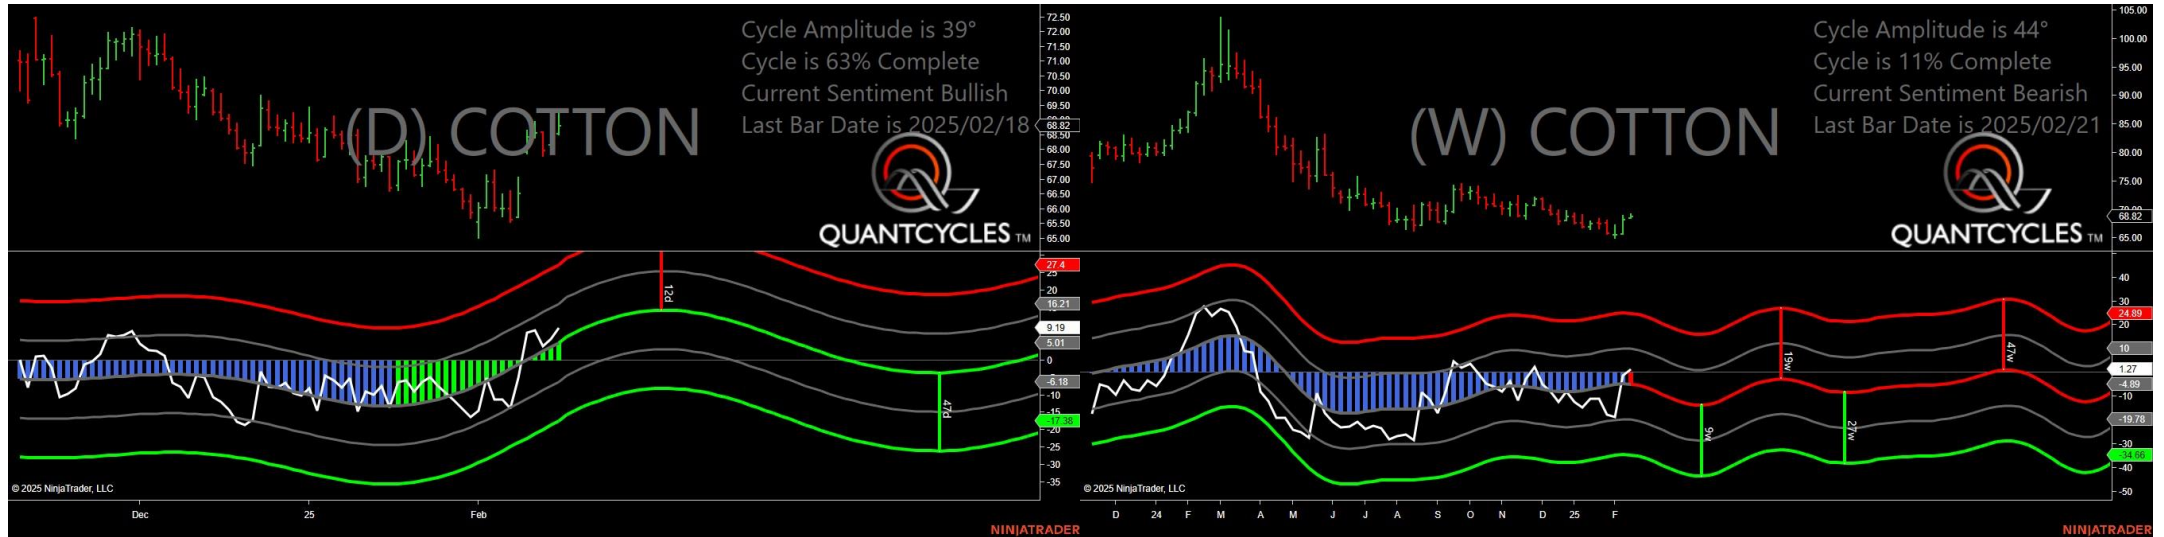 Cycle Amplitude is 39°
Cycle is 63% Complete
Current Sentiment Bullish
Last Bar Date is 2025/02/18
(D) COTTON
QUANTCYCLES TM
72.50
72.00
71.50
71.00
70.50
70.00
69.50
69.00
68.82
68.50
68.00
67.50
67.00
66.50
66.00
65.50
65.00
27.4
25
20
16.21
9.19
5.01
0
-6.18
-10
-15
-17.38
-20
-25
-30
-35
12d
47d
© 2025 NinjaTrader, LLC
Dec
25
Feb
NINJATRADER
Cycle Amplitude is 44°
Cycle is 11% Complete
Current Sentiment Bearish
Last Bar Date is 2025/02/21
(W) COTTON
QUANTCYCLES TM
105.00
100.00
95.00
90.00
85.00
80.00
75.00
70.00
68.82
65.00
40
30
24.89
20
10
1.27
-4.89
-10
-19.78
-30
-34.66
-40
-50
9w
19w
27w
47w
© 2025 NinjaTrader, LLC
D 24 F M A M J J A S O N D 25 F
NINJATRADER